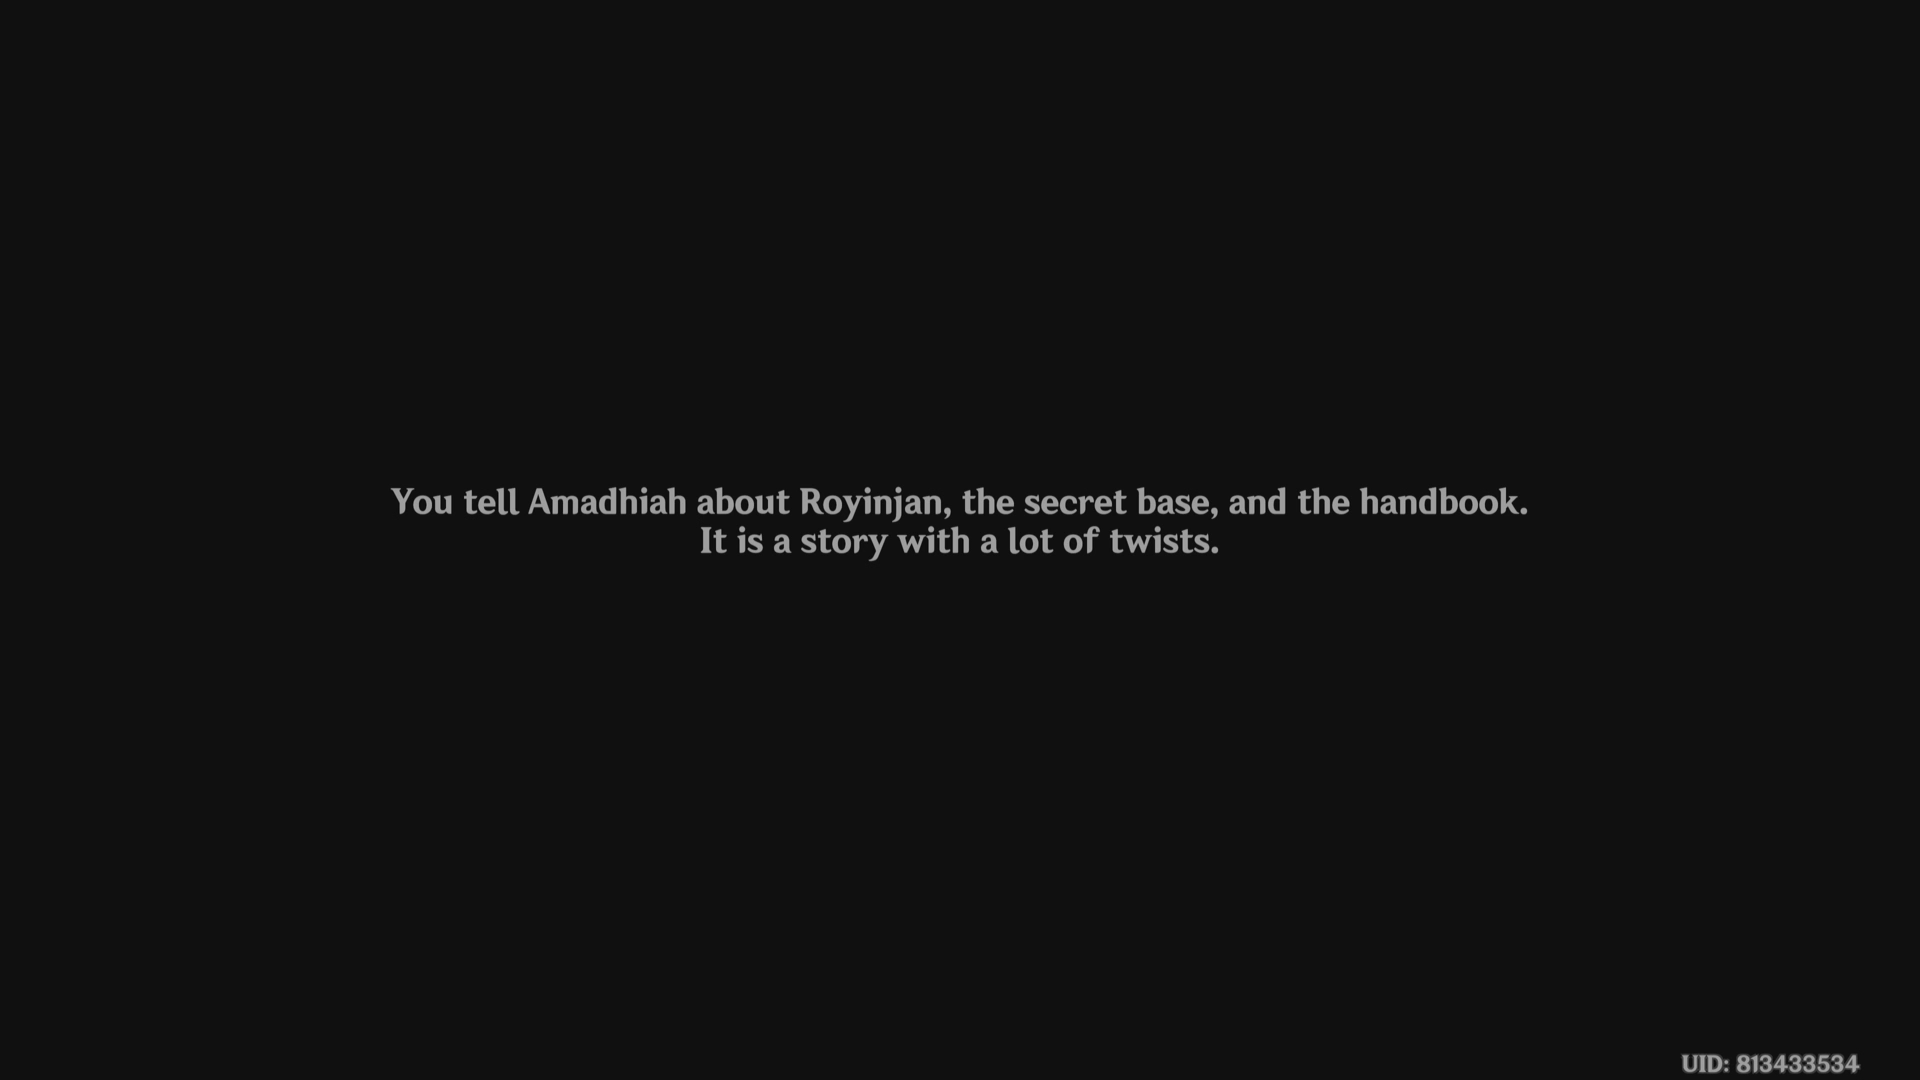 You tell Amadhiah about Royinjan, the secret base, and the handbook.
It is a story with a lot of twists.
UID: 813433534